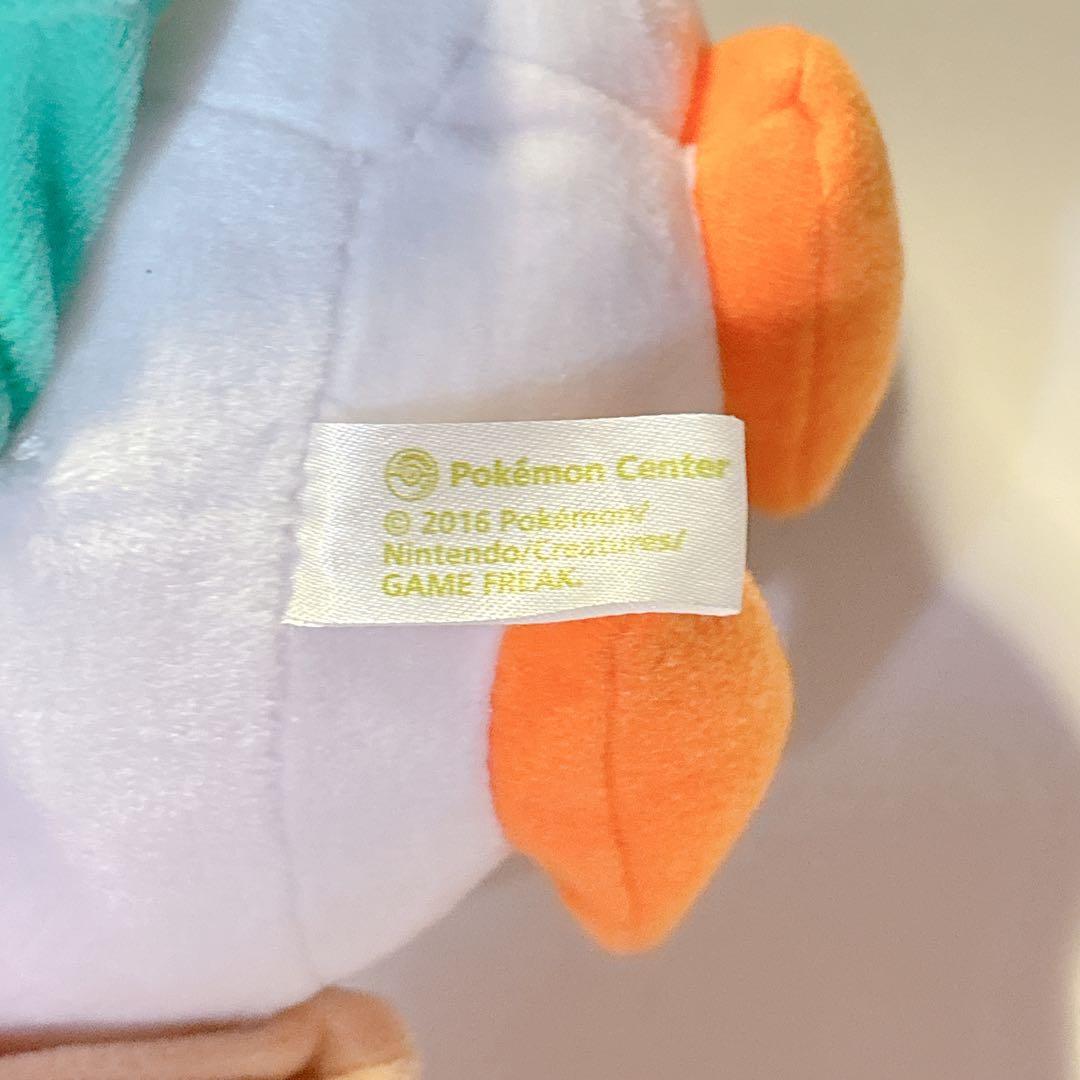 Pokémon Center
© 2016 Pokémon/
Nintendo/Creatures/
GAME FREAK.